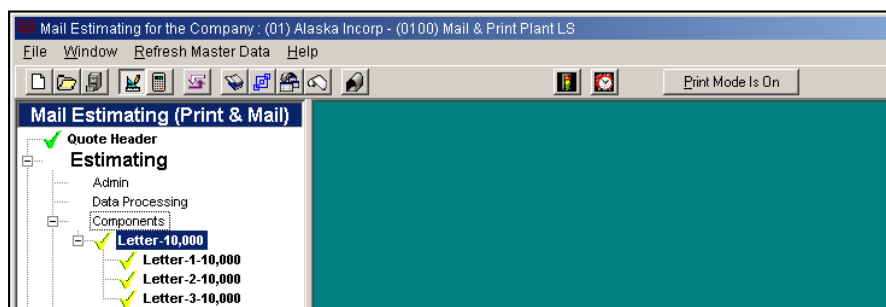 Mail Estimating for the Company : (01) Alaska Incorp - (0100) Mail & Print Plant LS
File Window Refresh Master Data Help
Print Mode Is On
Mail Estimating (Print & Mail)
Quote Header
Estimating
Admin
Data Processing
Components
Letter-10,000
Letter-1-10,000
Letter-2-10,000
Letter-3-10,000